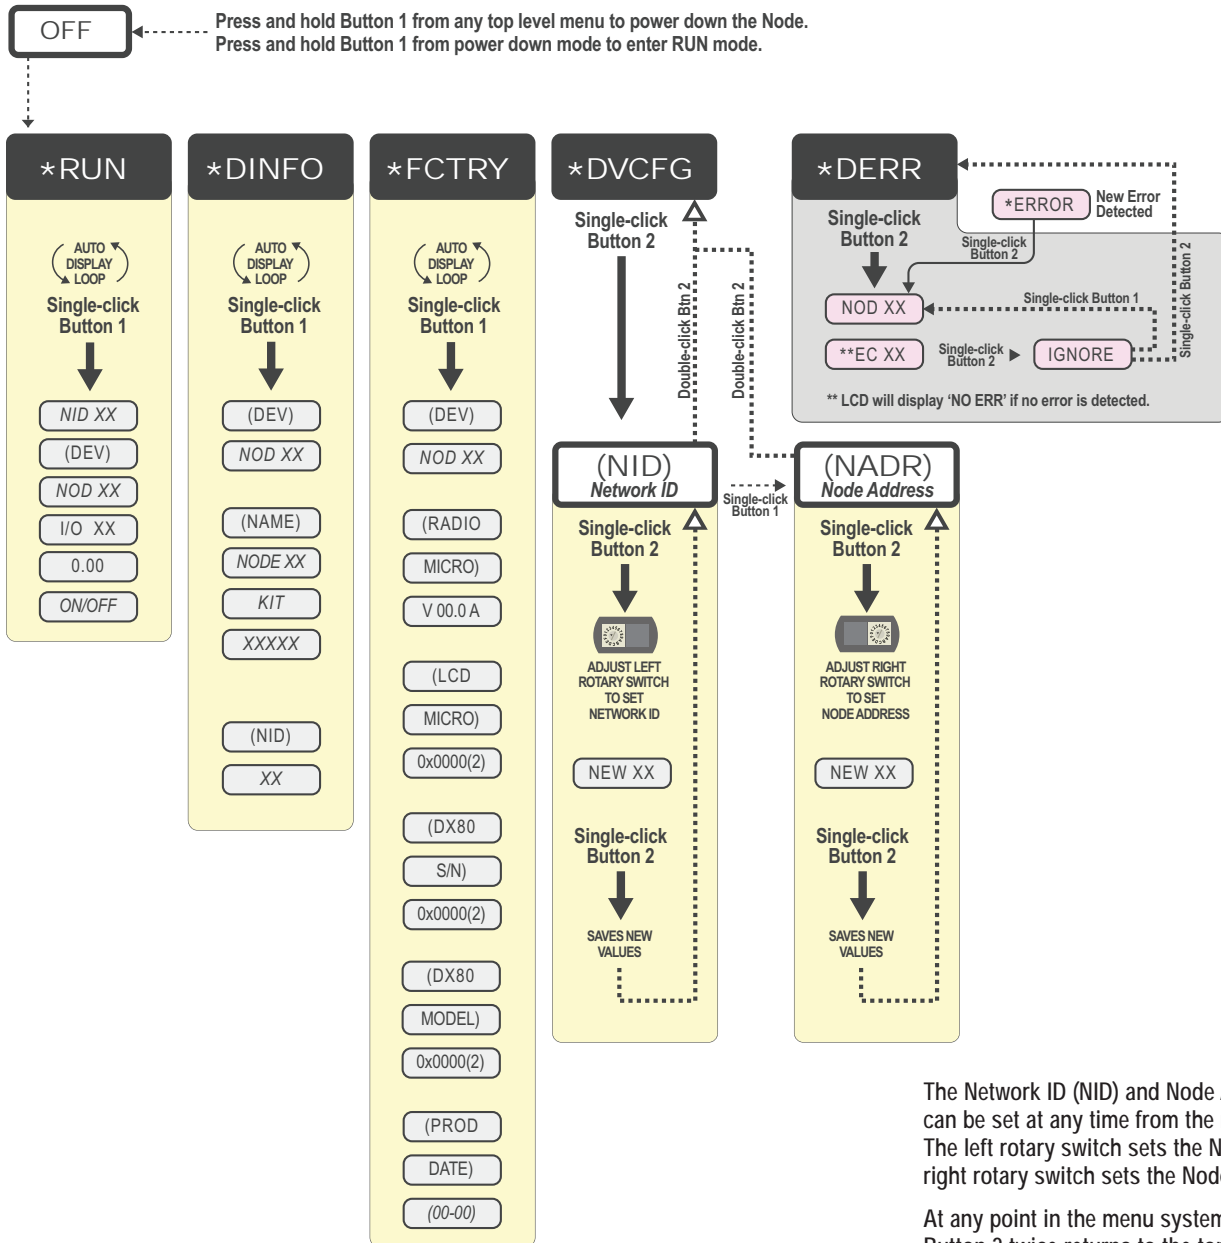 OFF
Press and hold Button 1 from any top level menu to power down the Node.
Press and hold Button 1 from power down mode to enter RUN mode.
*RUN
AUTO
DISPLAY
LOOP
Single-click
Button 1
NID XX
(DEV)
NOD XX
I/O XX
0.00
ON/OFF
*DINFO
AUTO
DISPLAY
LOOP
Single-click
Button 1
(DEV)
NOD XX
(NAME)
NODE XX
KIT
XXXXX
(NID)
XX
*FCTRY
AUTO
DISPLAY
LOOP
Single-click
Button 1
(DEV)
NOD XX
(RADIO
MICRO)
V 00.0 A
(LCD
MICRO)
0x0000(2)
(DX80
S/N)
0x0000(2)
(DX80
MODEL)
0x0000(2)
(PROD
DATE)
(00-00)
*DVCFG
Single-click
Button 2
Double-click Btn 2
Double-click Btn 2
(NID)
Network ID
Single-click
Button 1
Single-click
Button 2
ADJUST LEFT
ROTARY SWITCH
TO SET
NETWORK ID
NEW XX
Single-click
Button 2
SAVES NEW
VALUES
(NADR)
Node Address
Single-click
Button 2
ADJUST RIGHT
ROTARY SWITCH
TO SET
NODE ADDRESS
NEW XX
Single-click
Button 2
SAVES NEW
VALUES
*DERR
*ERROR
New Error
Detected
Single-click
Button 2
Single-click
Button 2
NOD XX
Single-click Button 1
Single-click Button 2
**EC XX
Single-click
Button 2
IGNORE
** LCD will display ‘NO ERR’ if no error is detected.
The Network ID (NID) and Node
can be set at any time from the
The left rotary switch sets the
right rotary switch sets the
At any point in the menu
twice returns to the